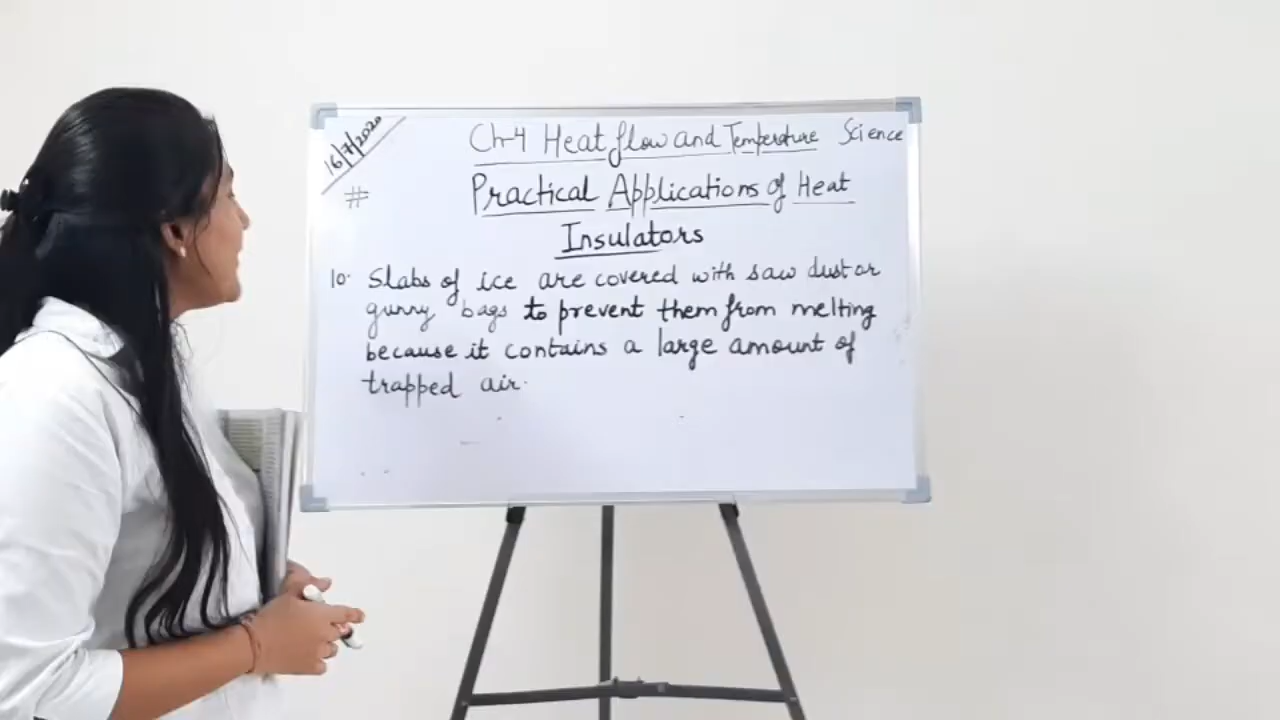 16/7/2020
Ch-4 Heat flow and Temperature Science
#
Practical Applications of Heat
Insulators
10. Slabs of ice are covered with saw dust or
gunny bags to prevent them from melting
because it contains a large amount of
trapped air.